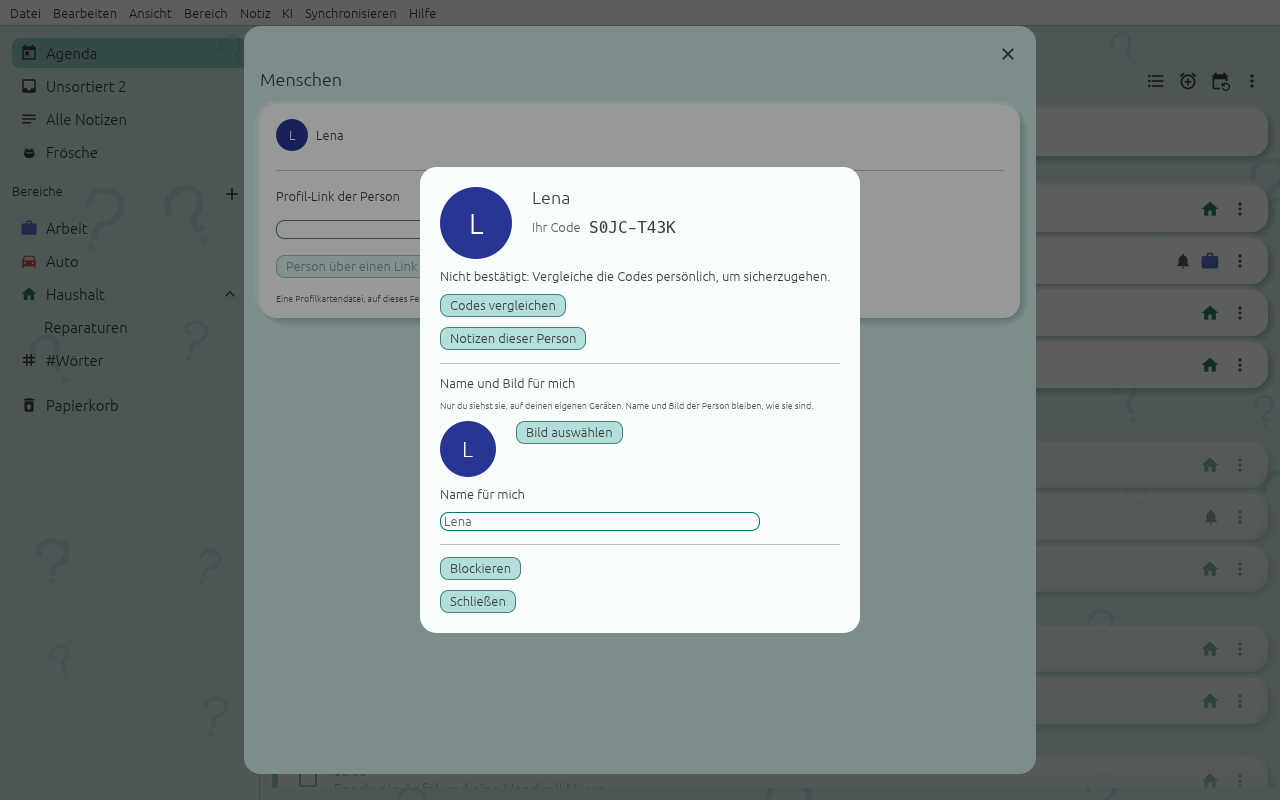 Datei Bearbeiten Ansicht Bereich Notiz KI Synchronisieren Hilfe
Agenda
Unsortiert 2
Alle Notizen
Frösche
Bereiche
Arbeit
Auto
Haushalt
Reparaturen
#Wörter
Papierkorb
Menschen
L Lena
Profil-Link der Person
Person über einen Link
Eine Profilkartendatei, auf dieses Fe
L
Lena
Ihr Code S0JC-T43K
Nicht bestätigt: Vergleiche die Codes persönlich, um sicherzugehen.
Codes vergleichen
Notizen dieser Person
Name und Bild für mich
Nur du siehst sie, auf deinen eigenen Geräten. Name und Bild der Person bleiben, wie sie sind.
L
Bild auswählen
Name für mich
Lena
Blockieren
Schließen